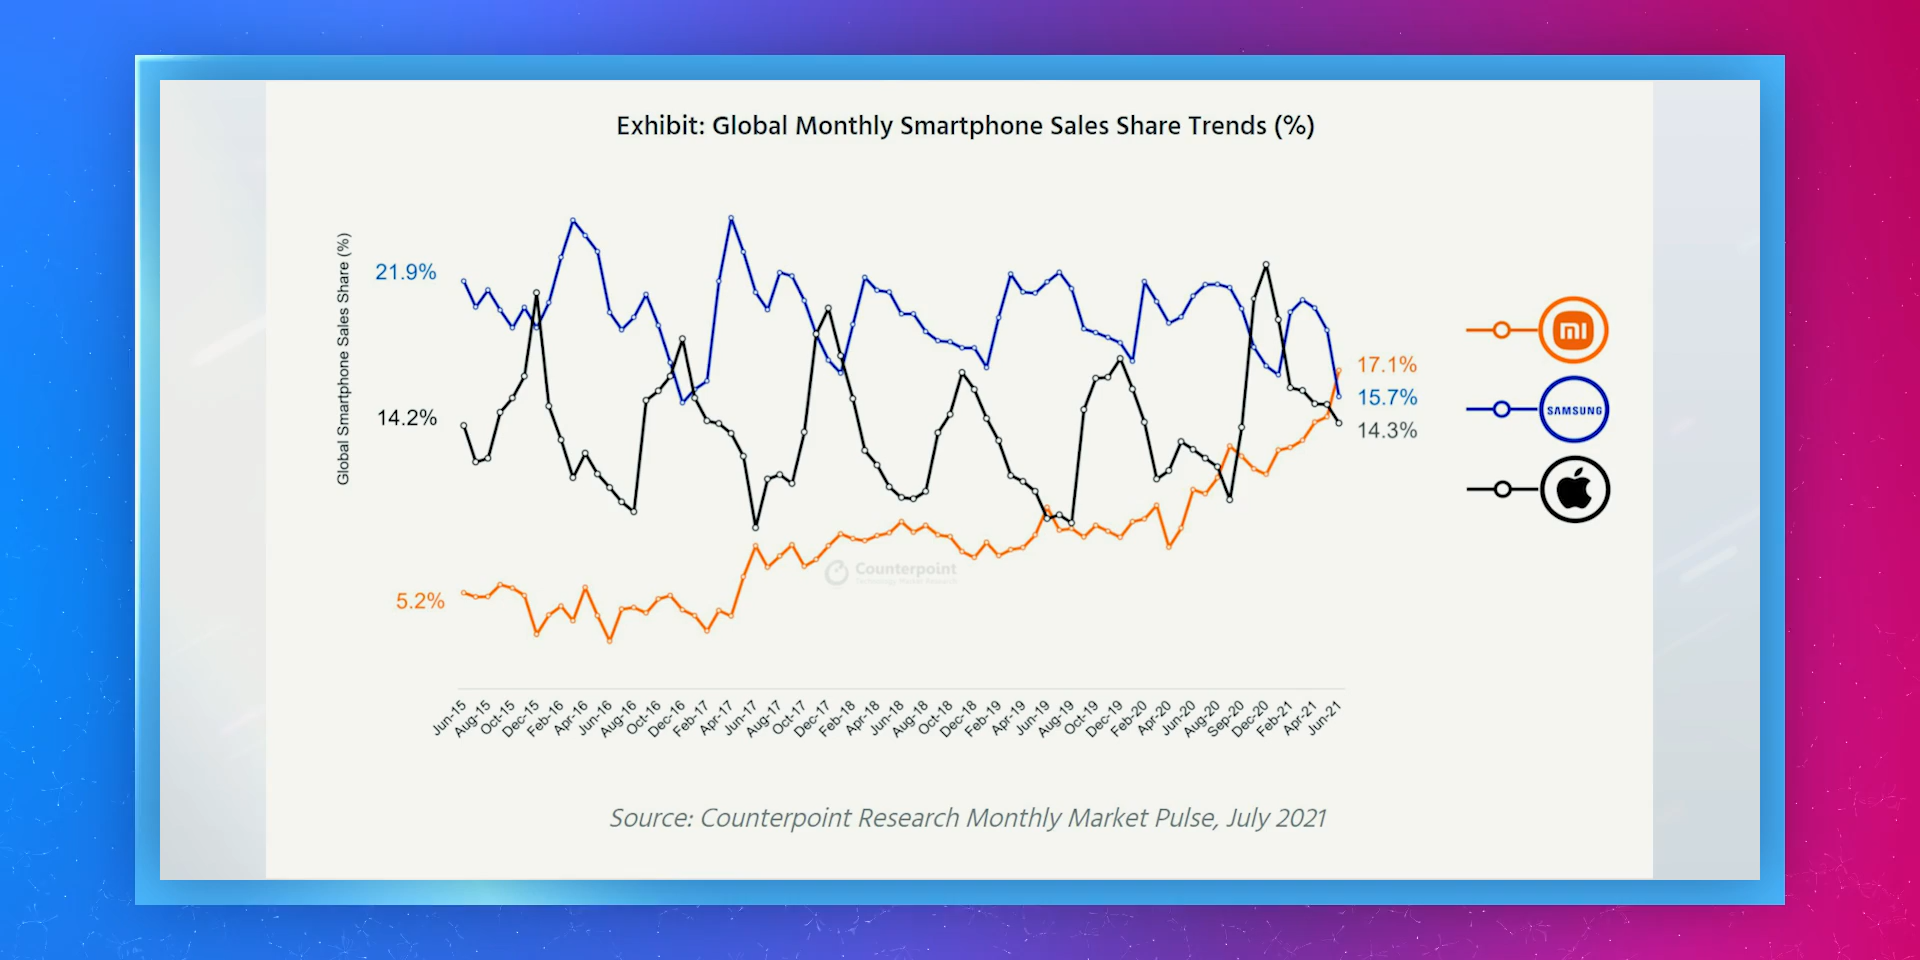 Exhibit: Global Monthly Smartphone Sales Share Trends (%)
Global Smartphone Sales Share (%)
21.9%
14.2%
5.2%
17.1%
15.7%
14.3%
mi
SAMSUNG
Counterpoint
Jun-15
Aug-15
Oct-15
Dec-15
Feb-16
Apr-16
Jun-16
Aug-16
Oct-16
Dec-16
Feb-17
Apr-17
Jun-17
Aug-17
Oct-17
Dec-17
Feb-18
Apr-18
Jun-18
Aug-18
Oct-18
Dec-18
Feb-19
Apr-19
Jun-19
Aug-19
Oct-19
Dec-19
Feb-20
Apr-20
Jun-20
Aug-20
Sep-20
Dec-20
Feb-21
Apr-21
Jun-21
Source: Counterpoint Research Monthly Market Pulse, July 2021